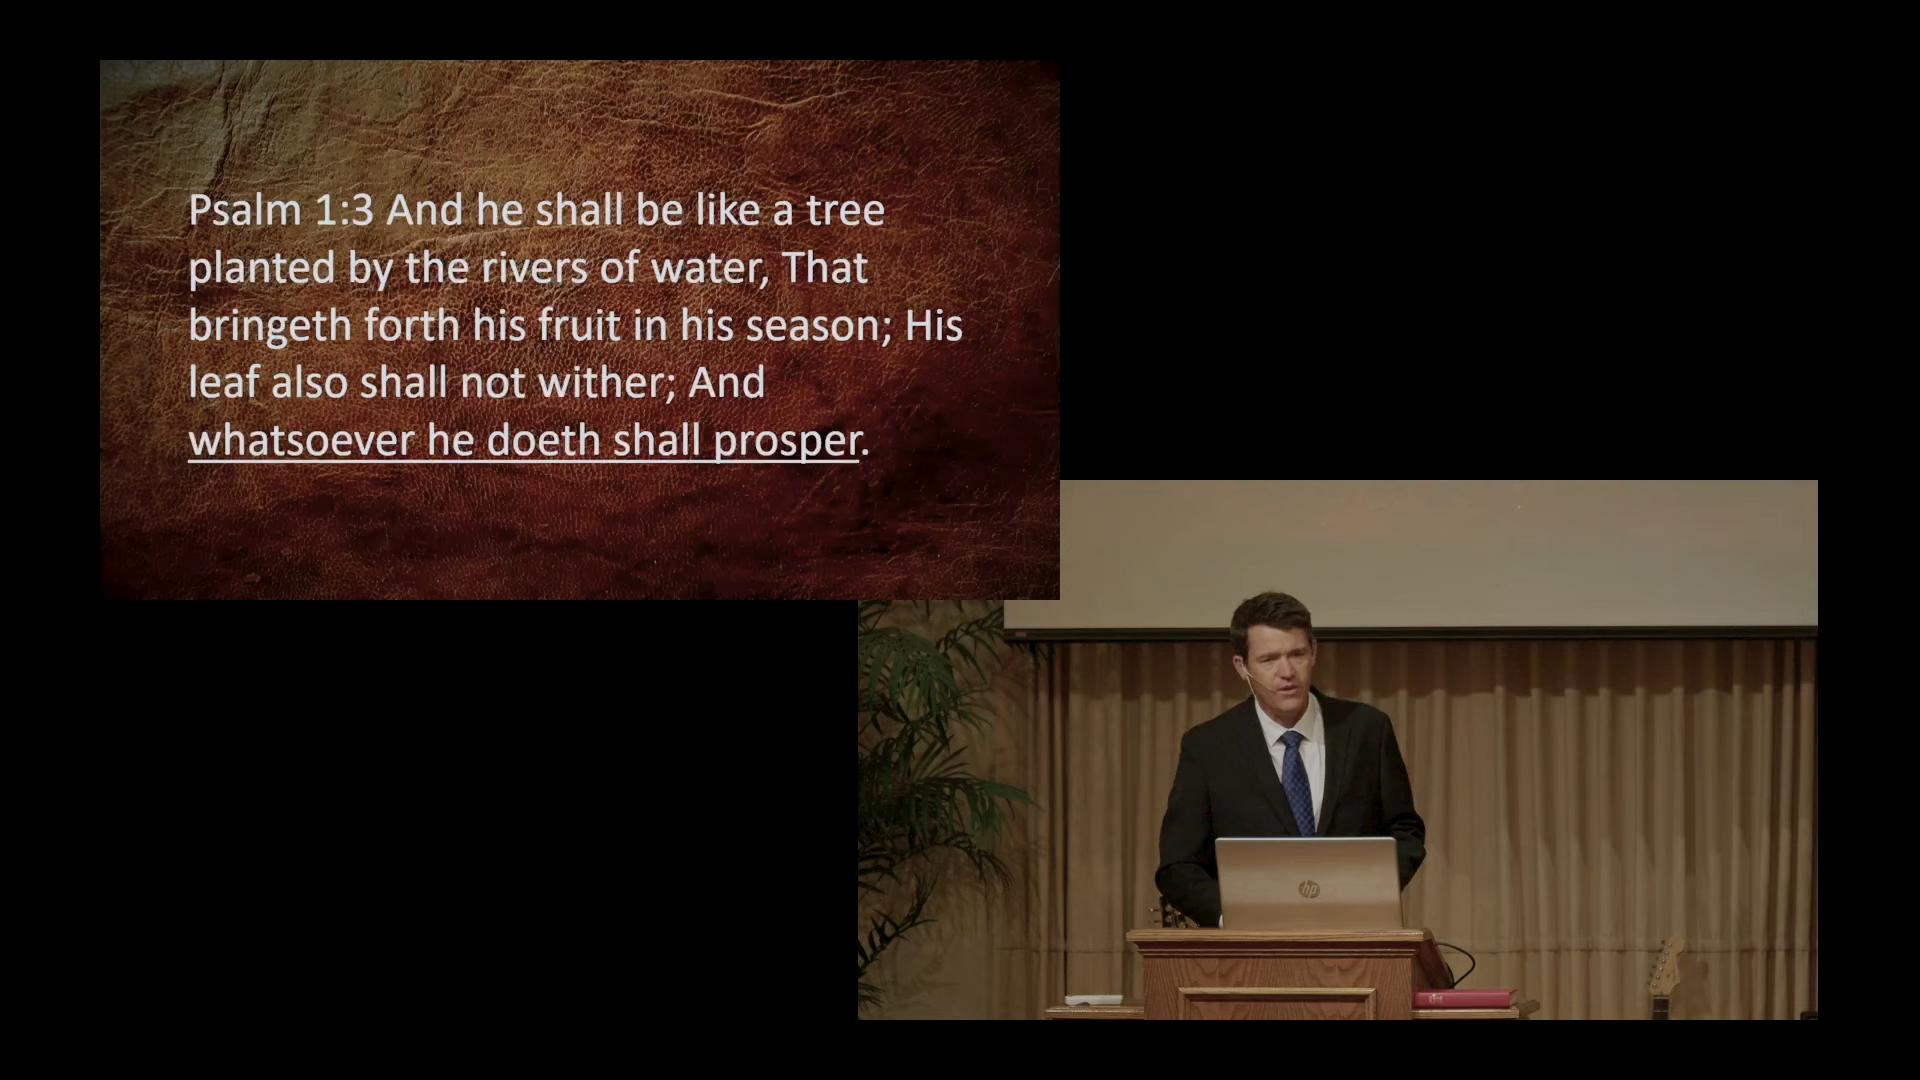 Psalm 1:3 And he shall be like a tree
planted by the rivers of water, That
bringeth forth his fruit in his season; His
leaf also shall not wither; And
whatsoever he doeth shall prosper.
hp